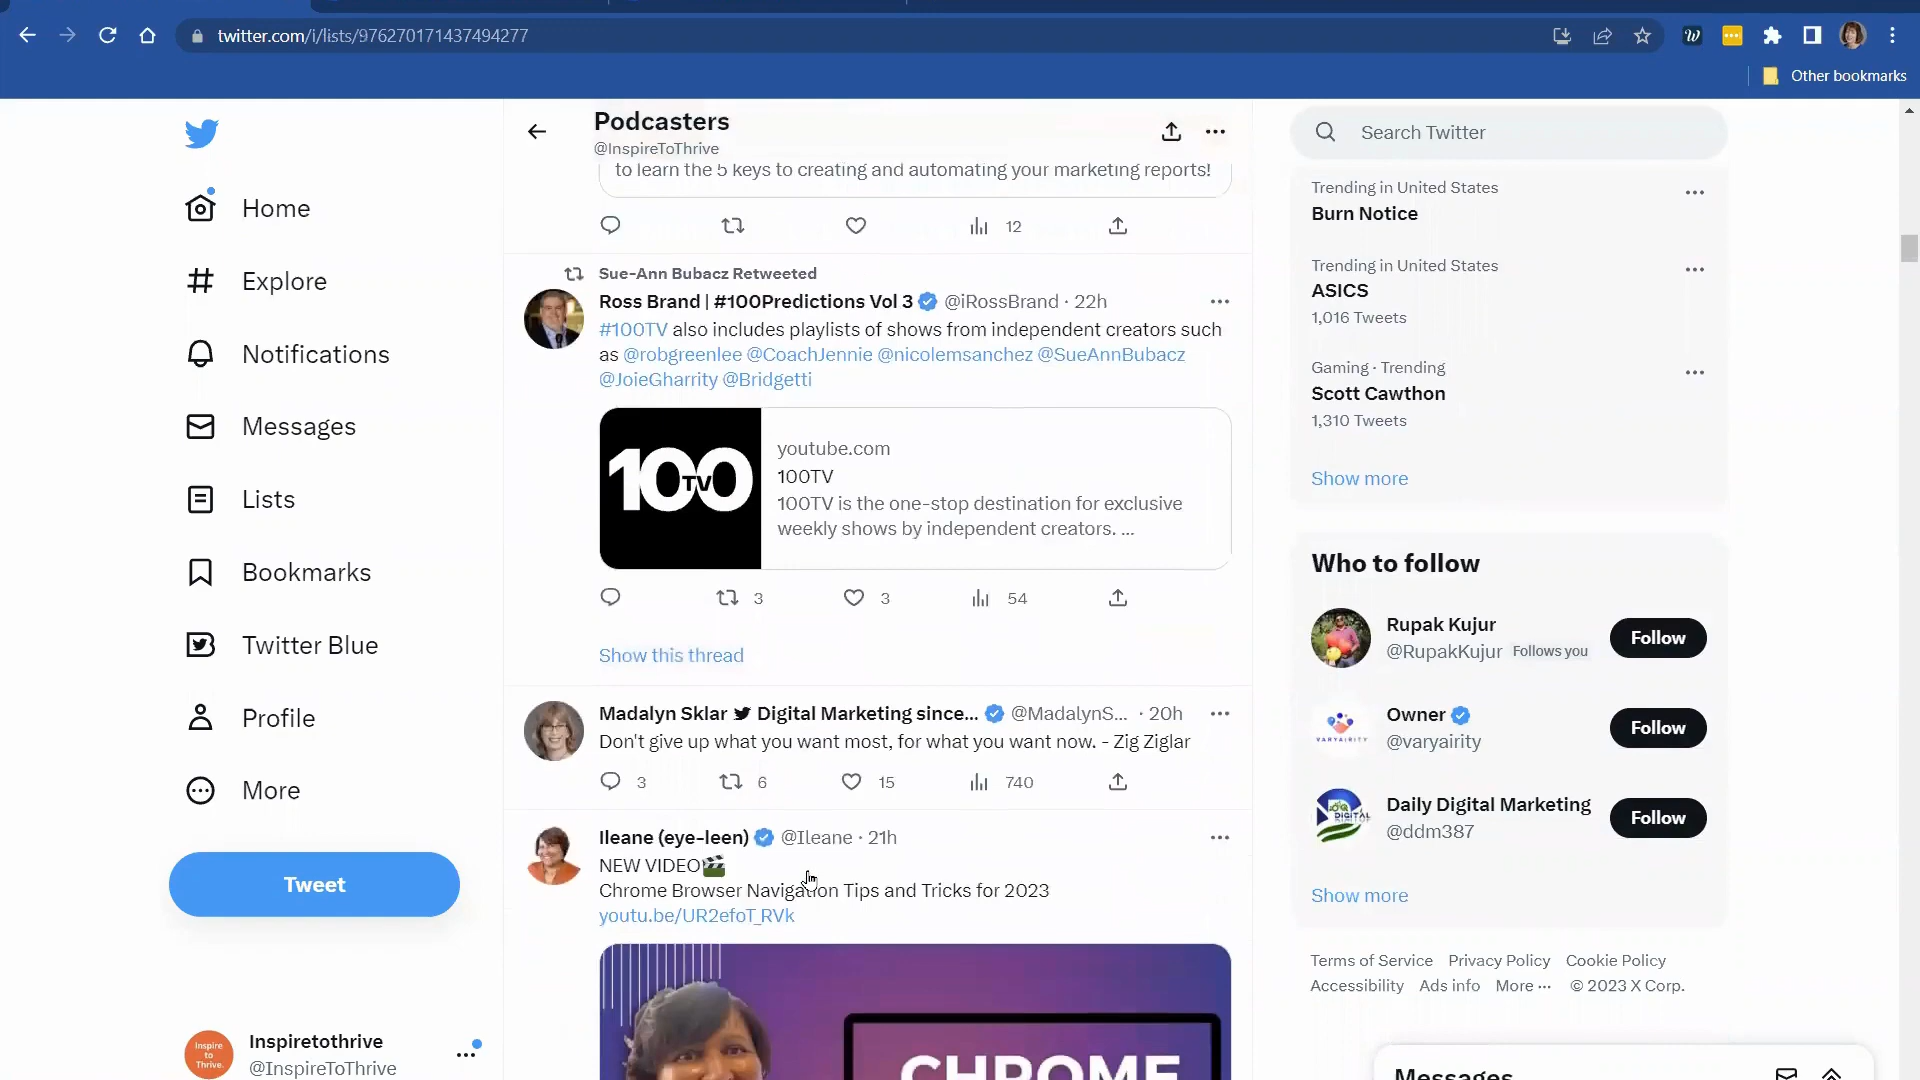 twitter.com/i/lists/976270171437494277
Other bookmarks
Home
Explore
Notifications
Messages
Lists
Bookmarks
Twitter Blue
Profile
More
Tweet
Inspire
to
Thrive.
Inspiretothrive
@InspireToThrive
Podcasters
@InspireToThrive
to learn the 5 keys to creating and automating your marketing reports!
12
Sue-Ann Bubacz Retweeted
Ross Brand | #100Predictions Vol 3 @iRossBrand · 22h
#100TV also includes playlists of shows from independent creators such
as @robgreenlee @CoachJennie @nicolemsanchez @SueAnnBubacz
@JoieGharrity @Bridgetti
100
TV
youtube.com
100TV
100TV is the one-stop destination for exclusive
weekly shows by independent creators. ...
3 3 54
Show this thread
Madalyn Sklar Digital Marketing since... @MadalynS... · 20h
Don't give up what you want most, for what you want now. - Zig Ziglar
3 6 15 740
Ileane (eye-leen) @Ileane · 21h
NEW VIDEO
Chrome Browser Navigation Tips and Tricks for 2023
youtu.be/UR2efoT_RVk
CHROME
Search Twitter
Trending in United States
Burn Notice
Trending in United States
ASICS
1,016 Tweets
Gaming · Trending
Scott Cawthon
1,310 Tweets
Show more
Who to follow
Rupak Kujur
@RupakKujur Follows you
Follow
VARYAIRITY
Owner
@varyairity
Follow
DIGITAL
Daily Digital Marketing
@ddm387
Follow
Show more
Terms of Service Privacy Policy Cookie Policy
Accessibility Ads info More ··· © 2023 X Corp.
Messages